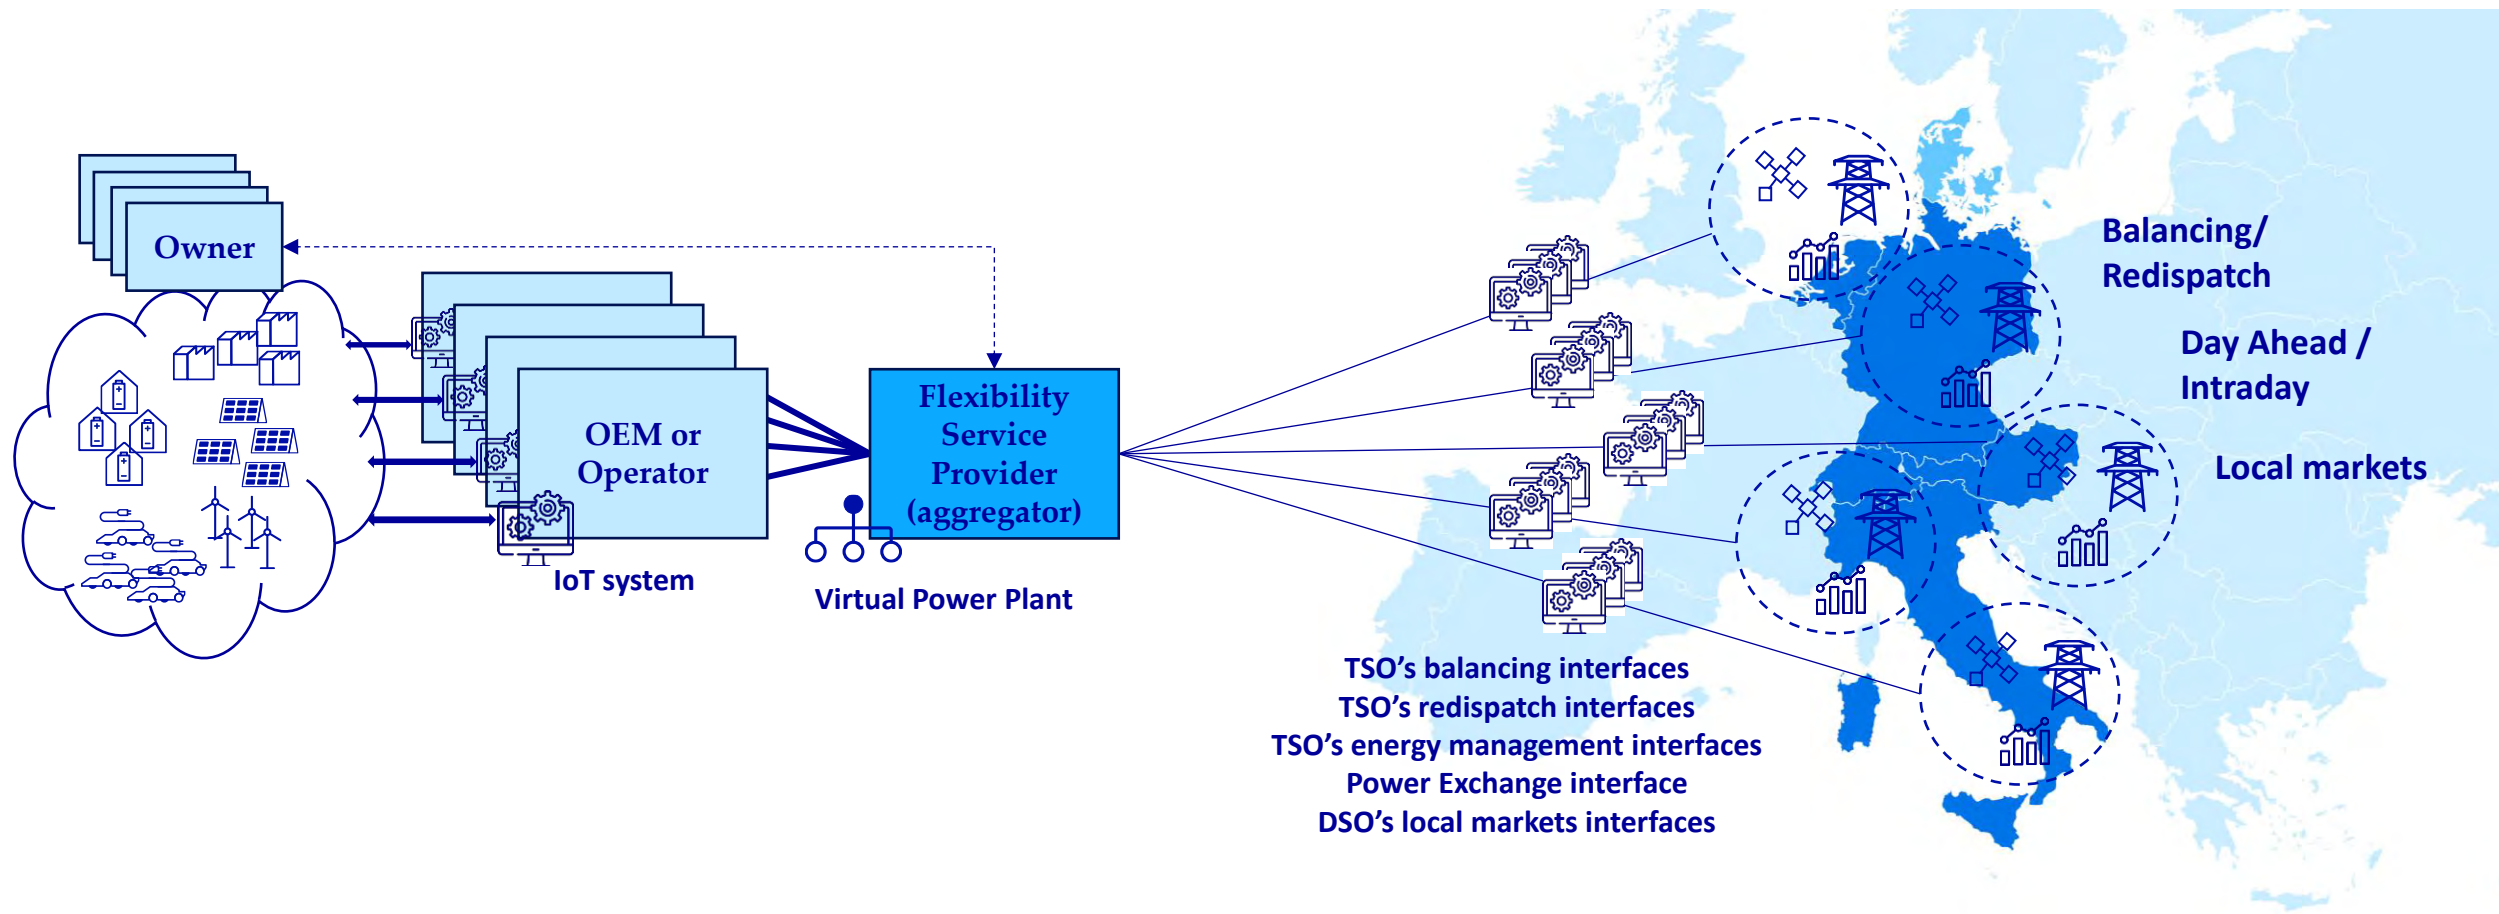 Owner
OEM or
Operator
IoT system
Flexibility
Service
Provider
(aggregator)
Virtual Power Plant
TSO’s balancing interfaces
TSO’s redispatch interfaces
TSO’s energy management interfaces
Power Exchange interface
DSO’s local markets interfaces
Balancing/
Redispatch
Day Ahead /
Intraday
Local markets